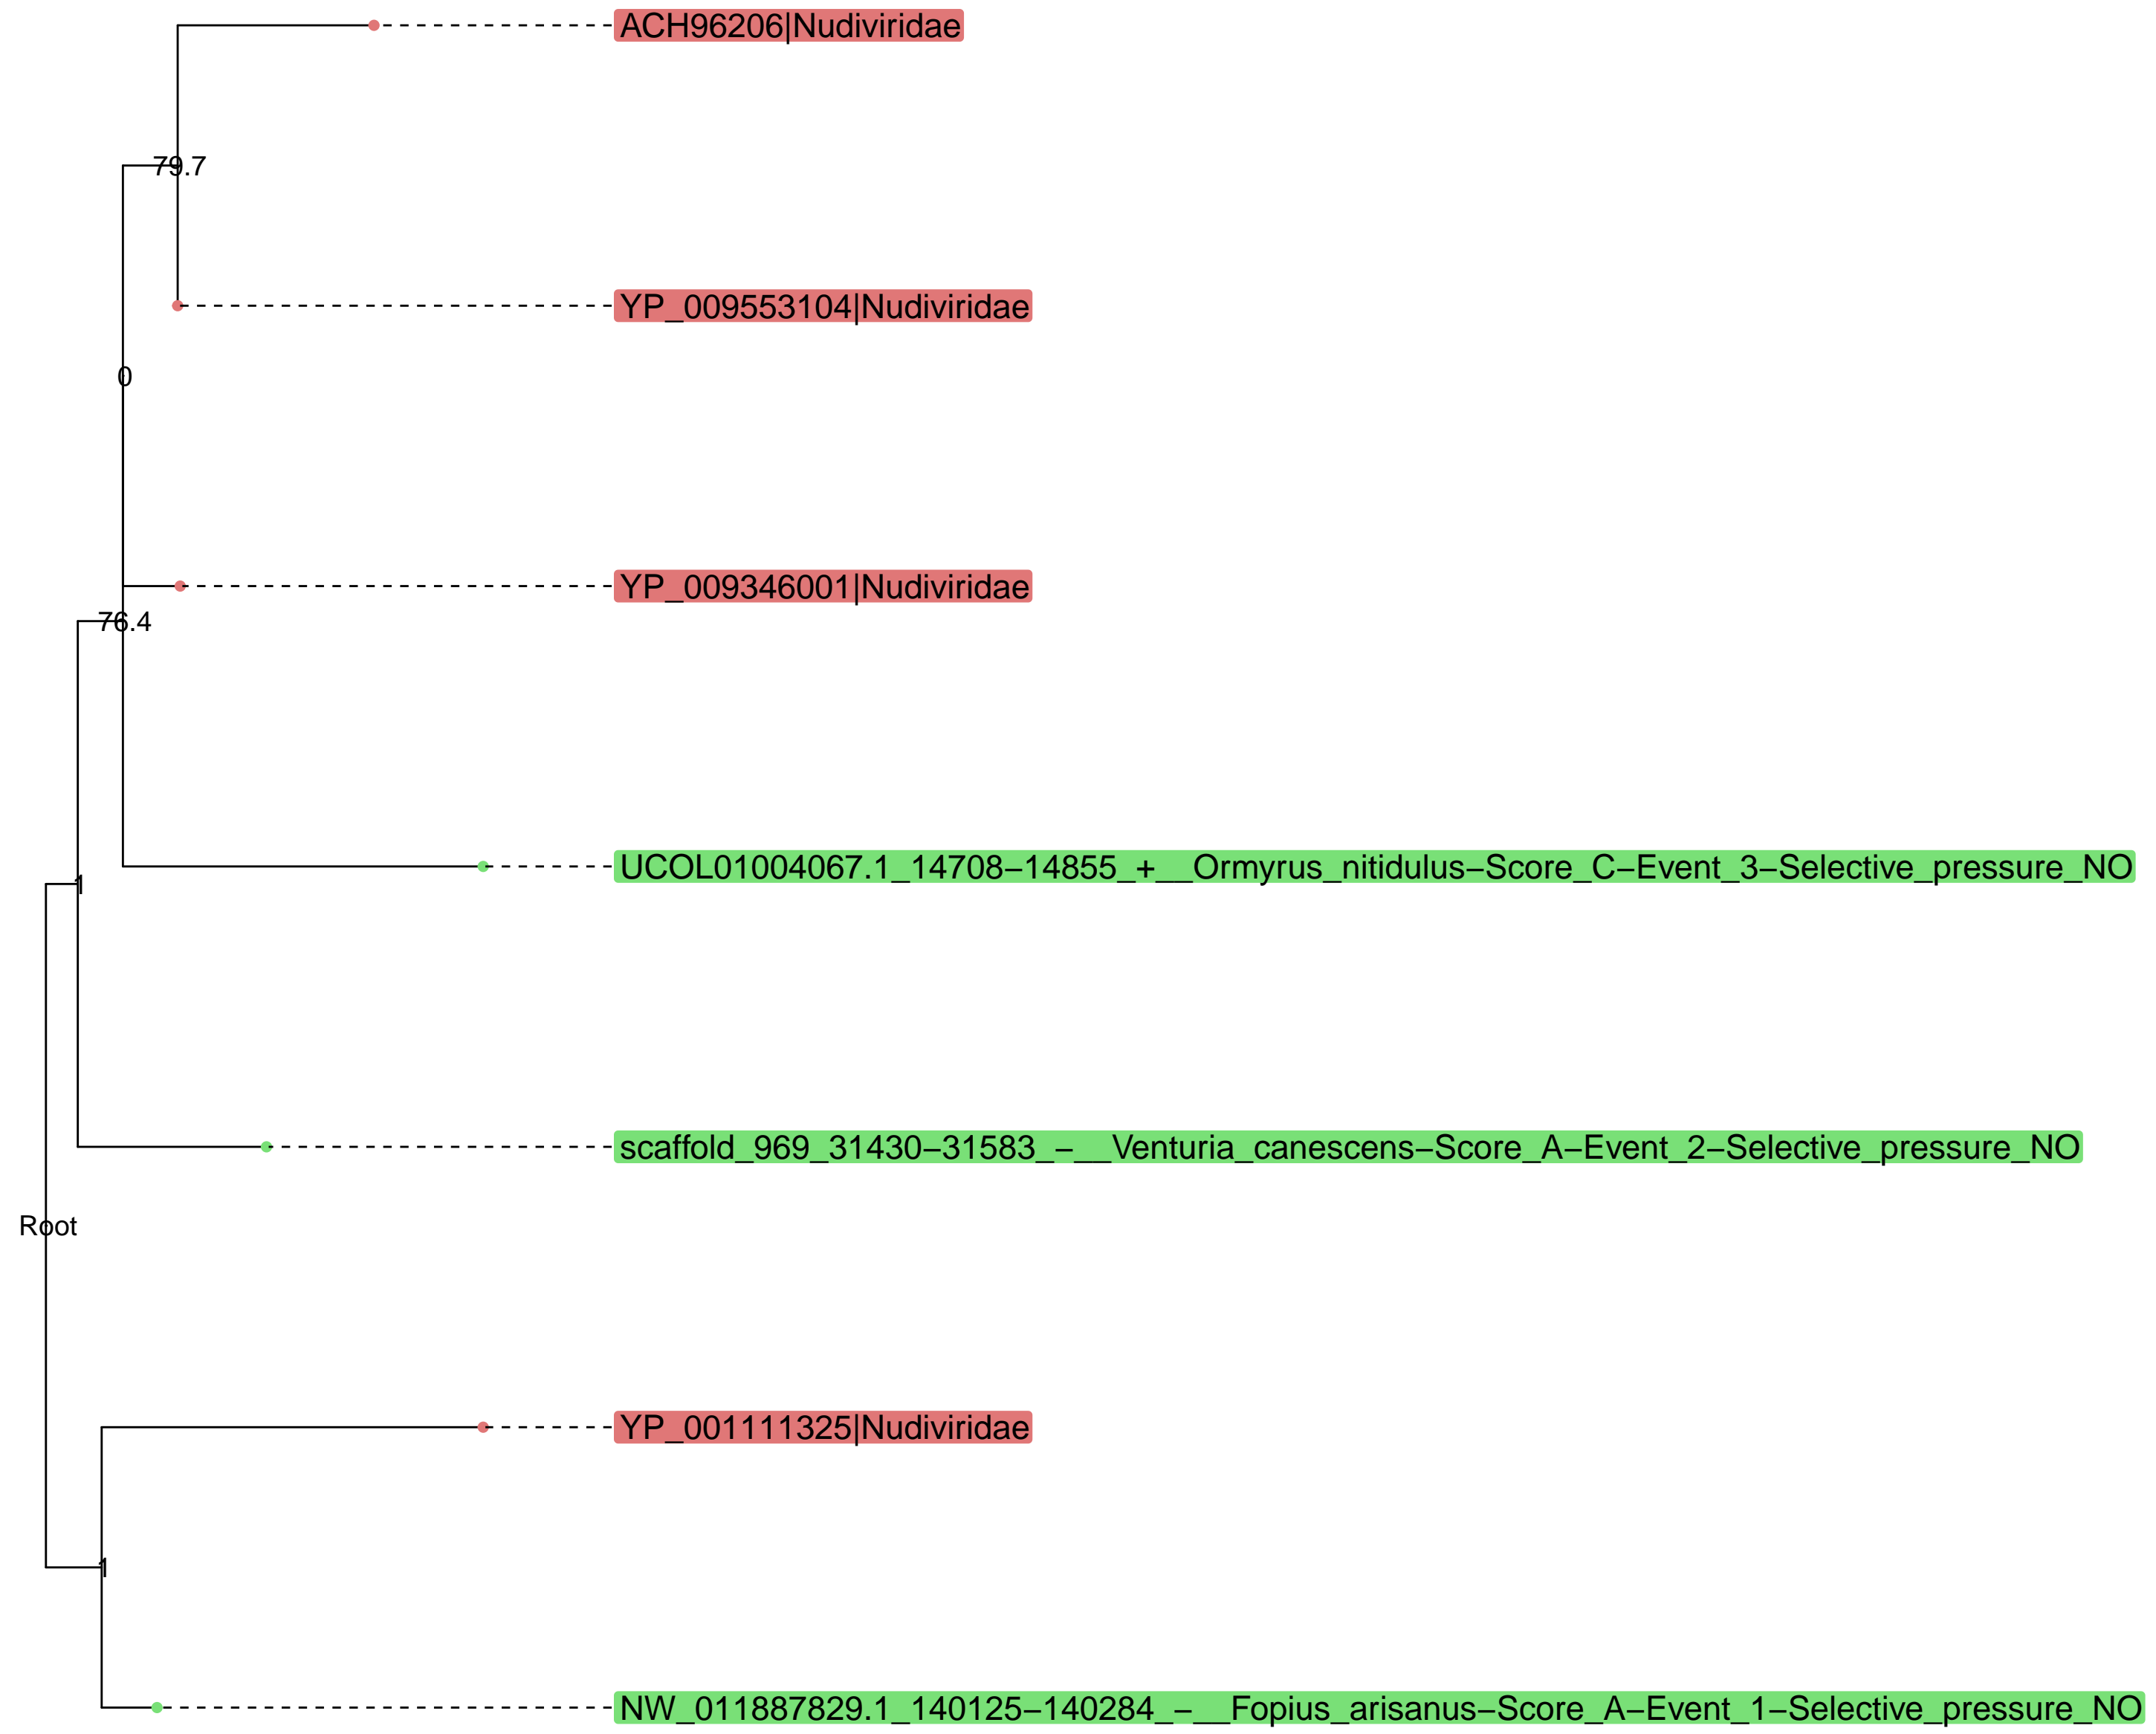 ACH96206|Nudiviridae
79.7
YP_009553104|Nudiviridae
0
YP_009346001|Nudiviridae
76.4
UCOL01004067.1_14708−14855_+__Ormyrus_nitidulus−Score_C−Event_3−Selective_pressure_NO
1
scaffold_969_31430−31583_−__Venturia_canescens−Score_A−Event_2−Selective_pressure_NO
Root
YP_001111325|Nudiviridae
1
NW_011887829.1_140125−140284_−__Fopius_arisanus−Score_A−Event_1−Selective_pressure_NO